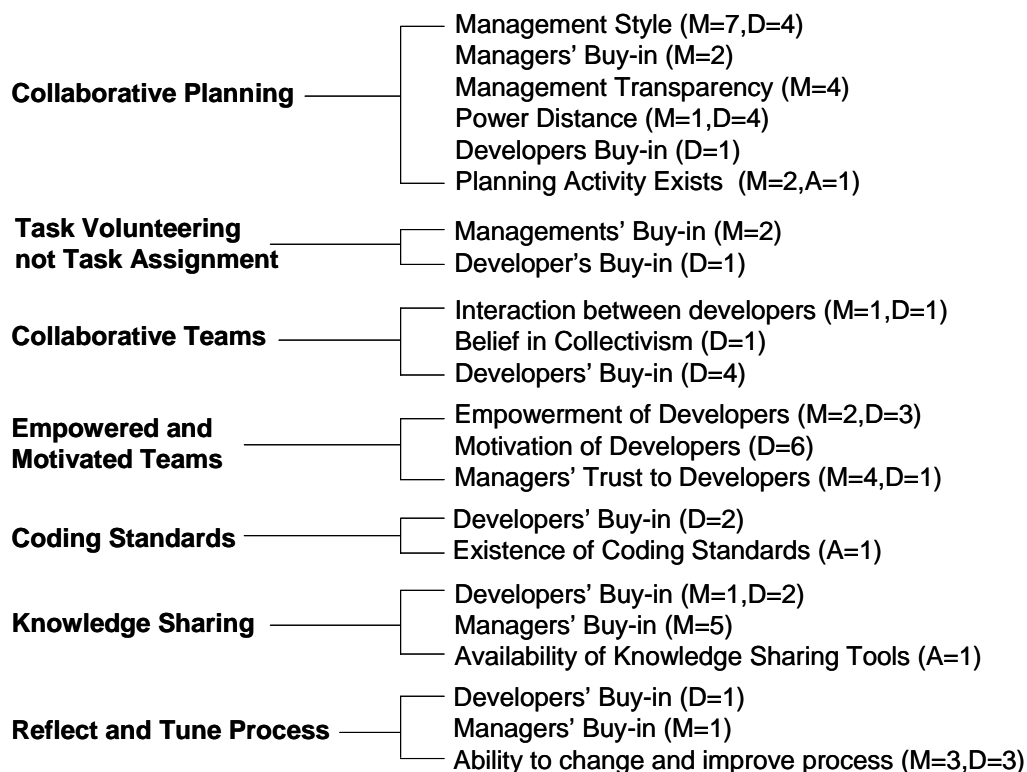 Collaborative Planning
Management Style (M=7,D=4)
Managers’ Buy-in (M=2)
Management Transparency (M=4)
Power Distance (M=1,D=4)
Developers Buy-in (D=1)
Planning Activity Exists (M=2,A=1)
Task Volunteering
not Task Assignment
Managements’ Buy-in (M=2)
Developer’s Buy-in (D=1)
Collaborative Teams
Interaction between developers (M=1,D=1)
Belief in Collectivism (D=1)
Developers’ Buy-in (D=4)
Empowered and
Motivated Teams
Empowerment of Developers (M=2,D=3)
Motivation of Developers (D=6)
Managers’ Trust to Developers (M=4,D=1)
Coding Standards
Developers’ Buy-in (D=2)
Existence of Coding Standards (A=1)
Knowledge Sharing
Developers’ Buy-in (M=1,D=2)
Managers’ Buy-in (M=5)
Availability of Knowledge Sharing Tools (A=1)
Reflect and Tune Process
Developers’ Buy-in (D=1)
Managers’ Buy-in (M=1)
Ability to change and improve process (M=3,D=3)